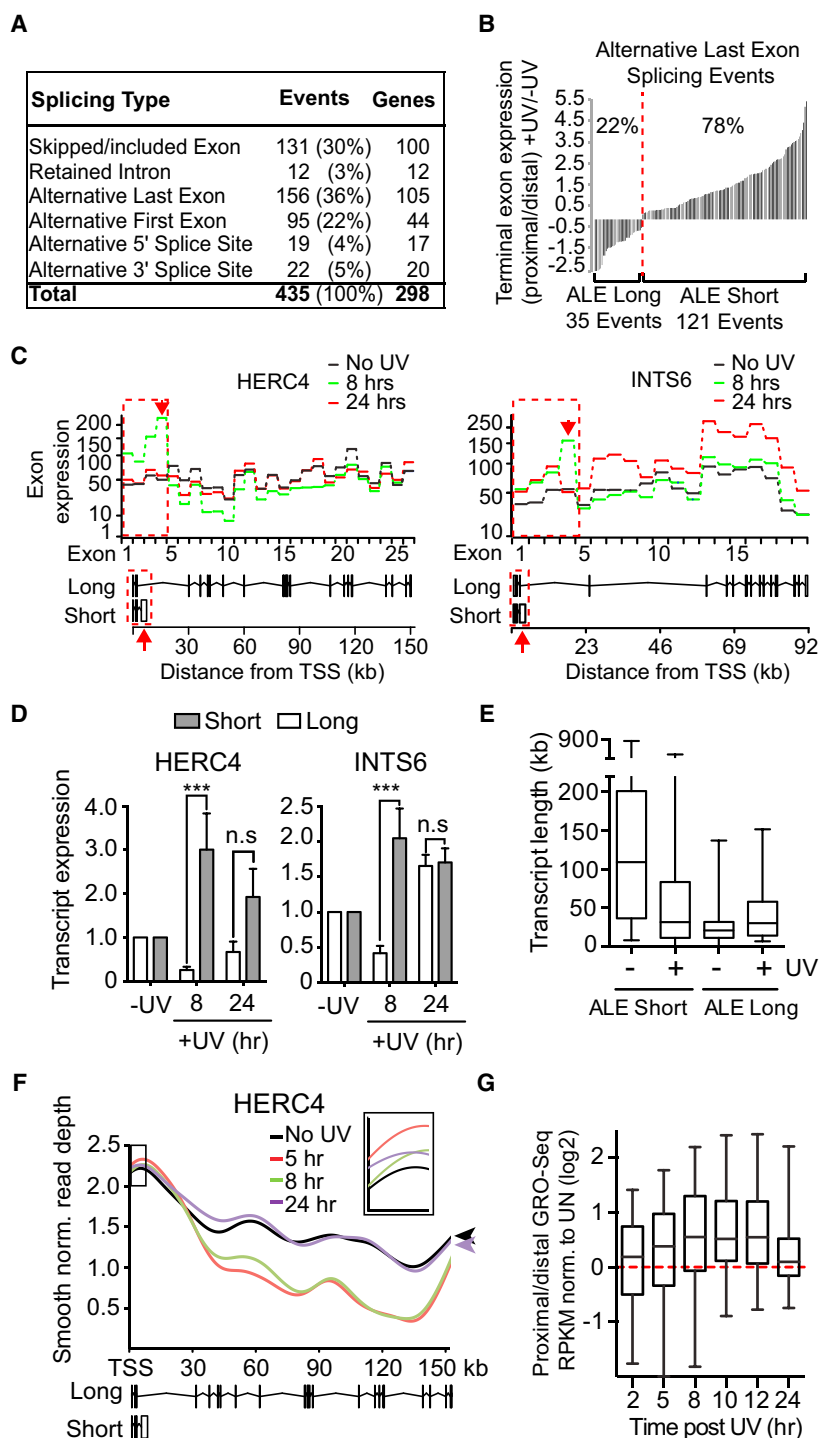 A
Splicing Type Events Genes
Skipped/included Exon 131 (30%) 100
Retained Intron 12 (3%) 12
Alternative Last Exon 156 (36%) 105
Alternative First Exon 95 (22%) 44
Alternative 5' Splice Site 19 (4%) 17
Alternative 3' Splice Site 22 (5%) 20
Total 435 (100%) 298
B
Alternative Last Exon
Splicing Events
Terminal exon expression
(proximal/distal) +UV/-UV
5.5
4.5
3.5
2.5
1.5
0.5
-0.5
-1.5
-2.5
22% 78%
ALE Long ALE Short
35 Events 121 Events
C
HERC4
No UV
8 hrs
24 hrs
Exon
expression
200
150
100
50
10
1
Exon 1 5 10 15 20 25
Long
Short
30 60 90 120 150
Distance from TSS (kb)
INTS6
No UV
8 hrs
24 hrs
250
150
100
50
10
Exon 1 5 10 15
Long
Short
23 46 69 92
Distance from TSS (kb)
D
Short Long
HERC4
Transcript expression
4.0
3.0
2.0
1.0
0
*** n.s
-UV 8 24
+UV (hr)
INTS6
2.5
2.0
1.5
1.0
0.5
0
*** n.s
-UV 8 24
+UV (hr)
E
Transcript length (kb)
900
200
150
100
50
0
- + - + UV
ALE Short ALE Long
F
HERC4
No UV
5 hr
8 hr
24 hr
Smooth norm. read depth
2.5
2.0
1.5
1.0
0.5
TSS 30 60 90 120 150 kb
Long
Short
G
Proximal/distal GRO-Seq
RPKM norm. to UN (log2)
2
1
0
-1
2 5 8 10 12 24
Time post UV (hr)